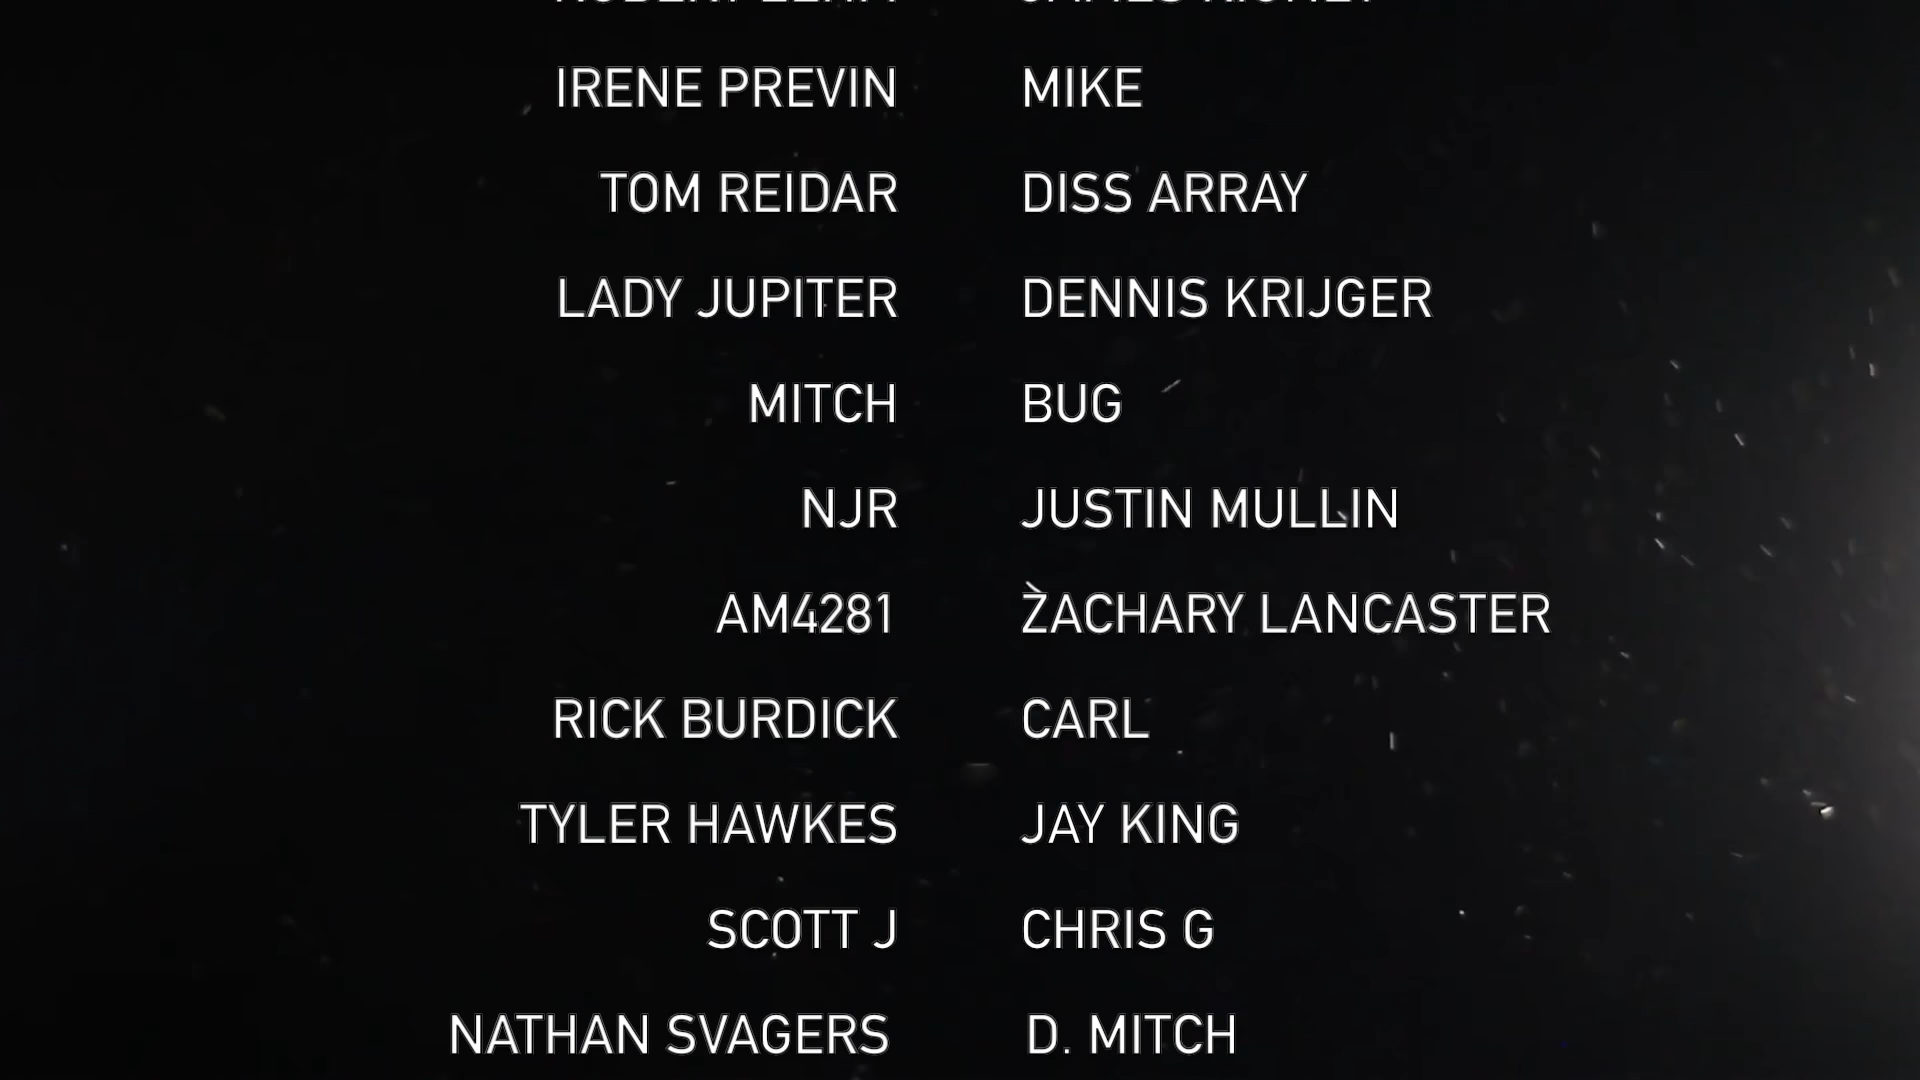 IRENE PREVIN MIKE
TOM REIDAR DISS ARRAY
LADY JUPITER DENNIS KRIJGER
MITCH BUG
NJR JUSTIN MULLIN
AM4281 ZACHARY LANCASTER
RICK BURDICK CARL
TYLER HAWKES JAY KING
SCOTT J CHRIS G
NATHAN SVAGERS D. MITCH